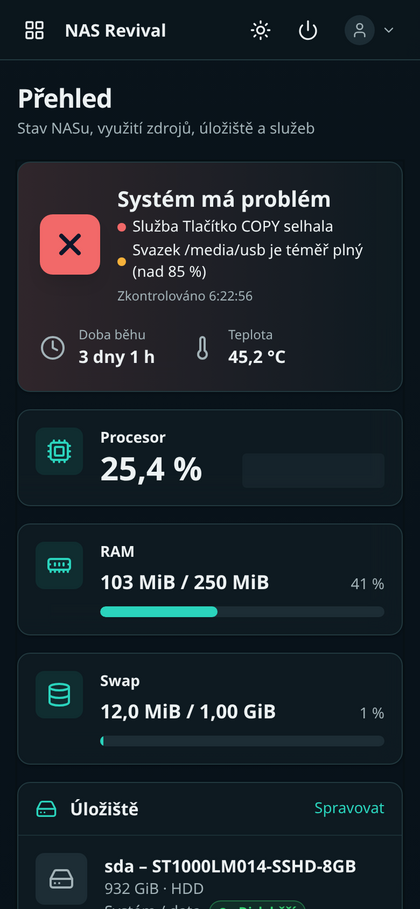 NAS Revival
Přehled
Stav NASu, využití zdrojů, úložiště a služeb
Systém má problém
Služba Tlačítko COPY selhala
Svazek /media/usb je téměř plný
(nad 85 %)
Zkontrolováno 6:22:56
Doba běhu
3 dny 1 h
Teplota
45,2 °C
Procesor
25,4 %
RAM
103 MiB / 250 MiB
41 %
Swap
12,0 MiB / 1,00 GiB
1 %
Úložiště
Spravovat
sda – ST1000LM014-SSHD-8GB
932 GiB · HDD